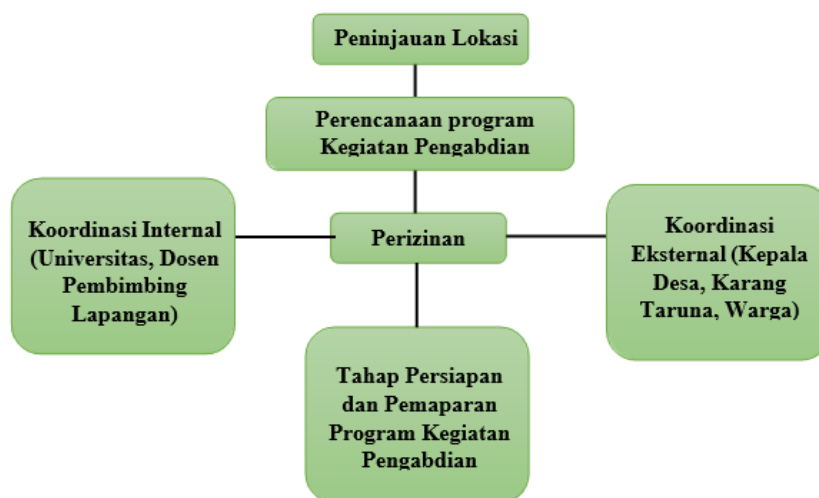 Peninjauan Lokasi
Perencanaan program
Kegiatan Pengabdian
Koordinasi Internal
(Universitas, Dosen
Pembimbing
Lapangan)
Perizinan
Koordinasi
Eksternal (Kepala
Desa, Karang
Taruna, Warga)
Tahap Persiapan
dan Pemaparan
Program Kegiatan
Pengabdian